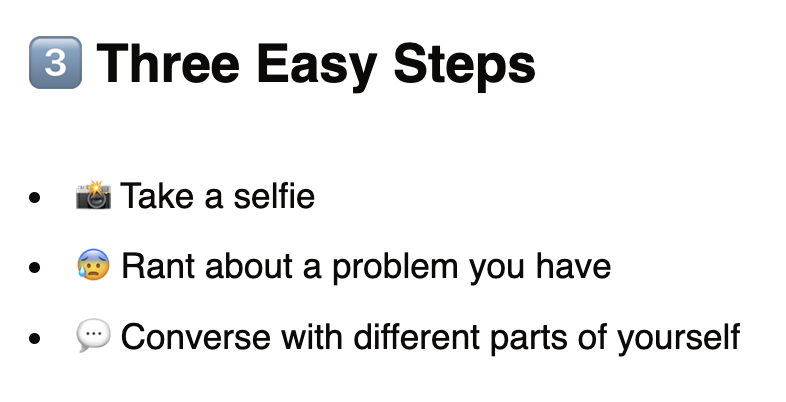 3️⃣ Three Easy Steps
• 📸 Take a selfie
• 😰 Rant about a problem you have
• 💬 Converse with different parts of yourself